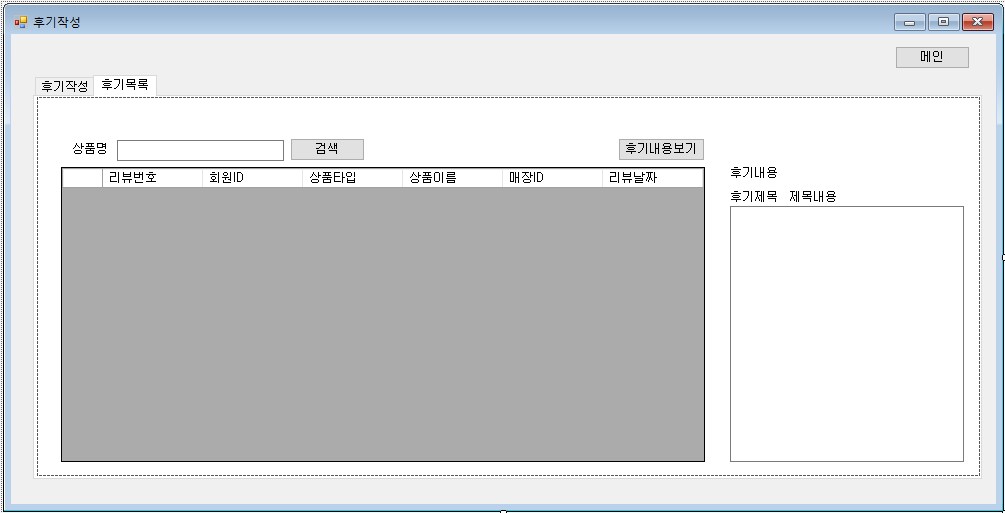 후기작성
메인
후기작성 후기목록
상품명 검색 후기내용보기
리뷰번호 회원ID 상품타입 상품이름 매장ID 리뷰날짜
후기내용
후기제목 제목내용